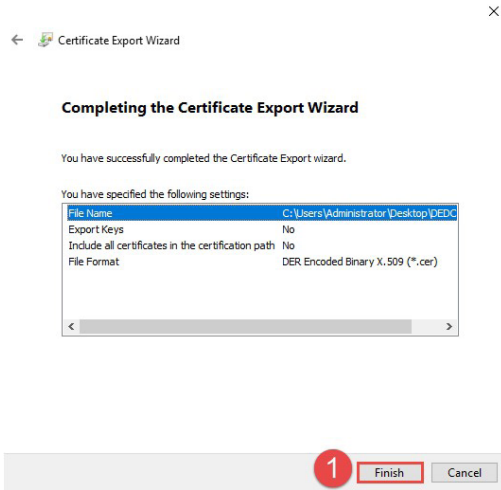 Certificate Export Wizard
Completing the Certificate Export Wizard
You have successfully completed the Certificate Export wizard.
You have specified the following settings:
File Name C:\Users\Administrator\Desktop\DEDC
Export Keys No
Include all certificates in the certification path No
File Format DER Encoded Binary X.509 (*.cer)
1 Finish Cancel